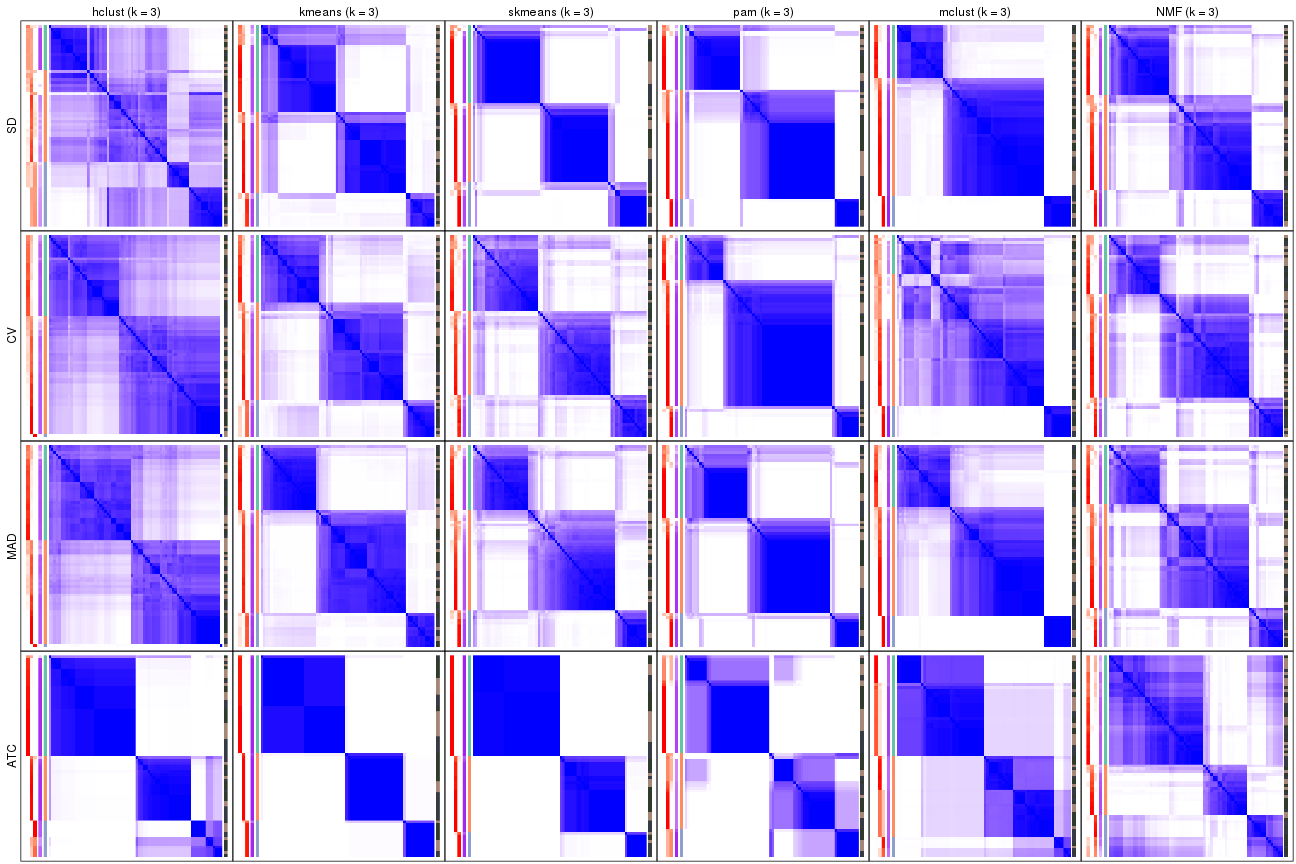 hclust (k = 3)
kmeans (k = 3)
skmeans (k = 3)
pam (k = 3)
mclust (k = 3)
NMF (k = 3)
SD
CV
MAD
ATC